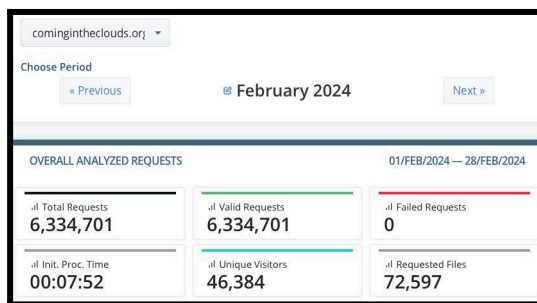 comingintheclouds.org
Choose Period
« Previous
February 2024
Next »
OVERALL ANALYZED REQUESTS
01/FEB/2024 — 28/FEB/2024
Total Requests
6,334,701
Valid Requests
6,334,701
Failed Requests
0
Init. Proc. Time
00:07:52
Unique Visitors
46,384
Requested Files
72,597